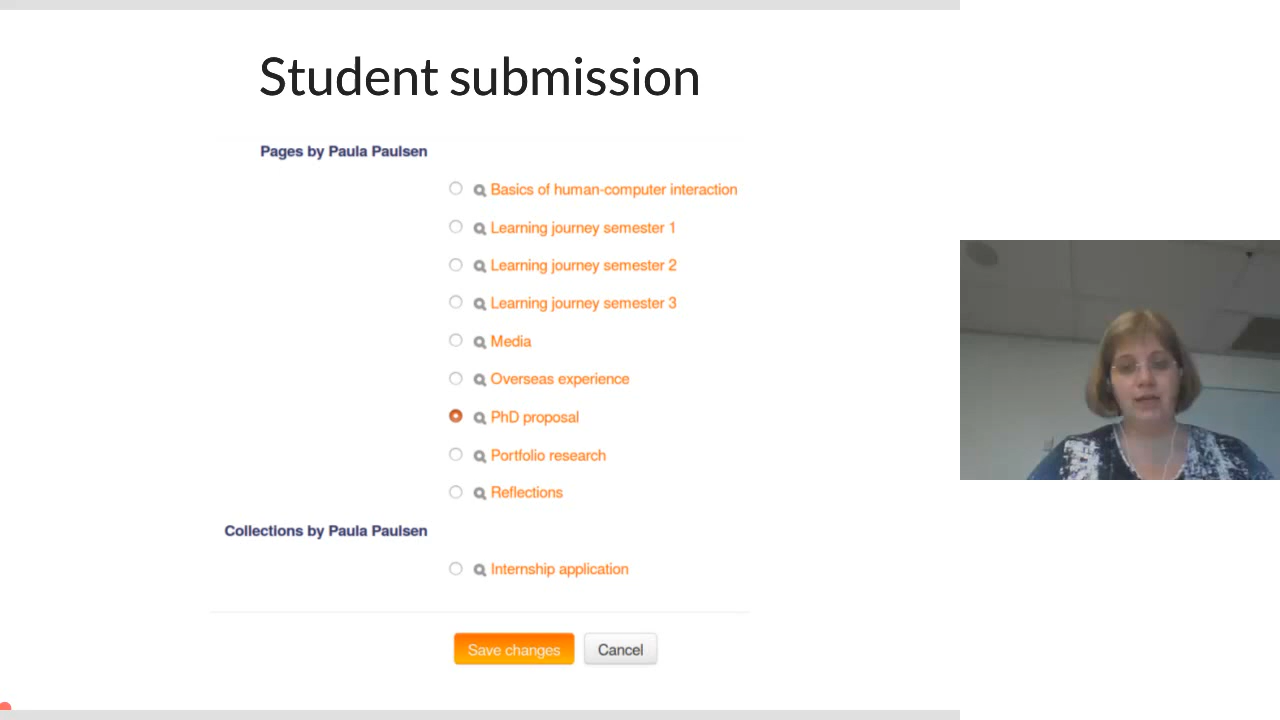 Student submission
Pages by Paula Paulsen
Basics of human-computer interaction
Learning journey semester 1
Learning journey semester 2
Learning journey semester 3
Media
Overseas experience
PhD proposal
Portfolio research
Reflections
Collections by Paula Paulsen
Internship application
Save changes
Cancel